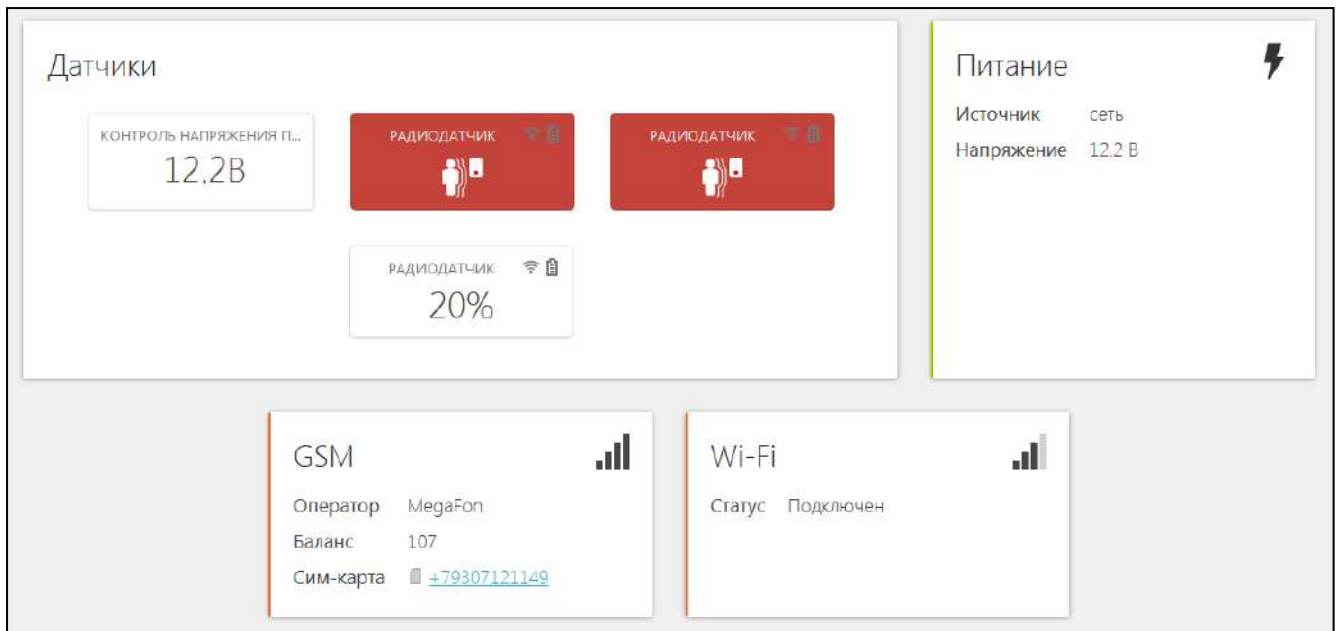 Датчики
КОНТРОЛЬ НАПРЯЖЕНИЯ П...
12,2В
РАДИОДАТЧИК
РАДИОДАТЧИК
РАДИОДАТЧИК
20%
Питание
Источник сеть
Напряжение 12.2 В
GSM
Оператор MegaFon
Баланс 107
Сим-карта +79307121149
Wi-Fi
Статус Подключен